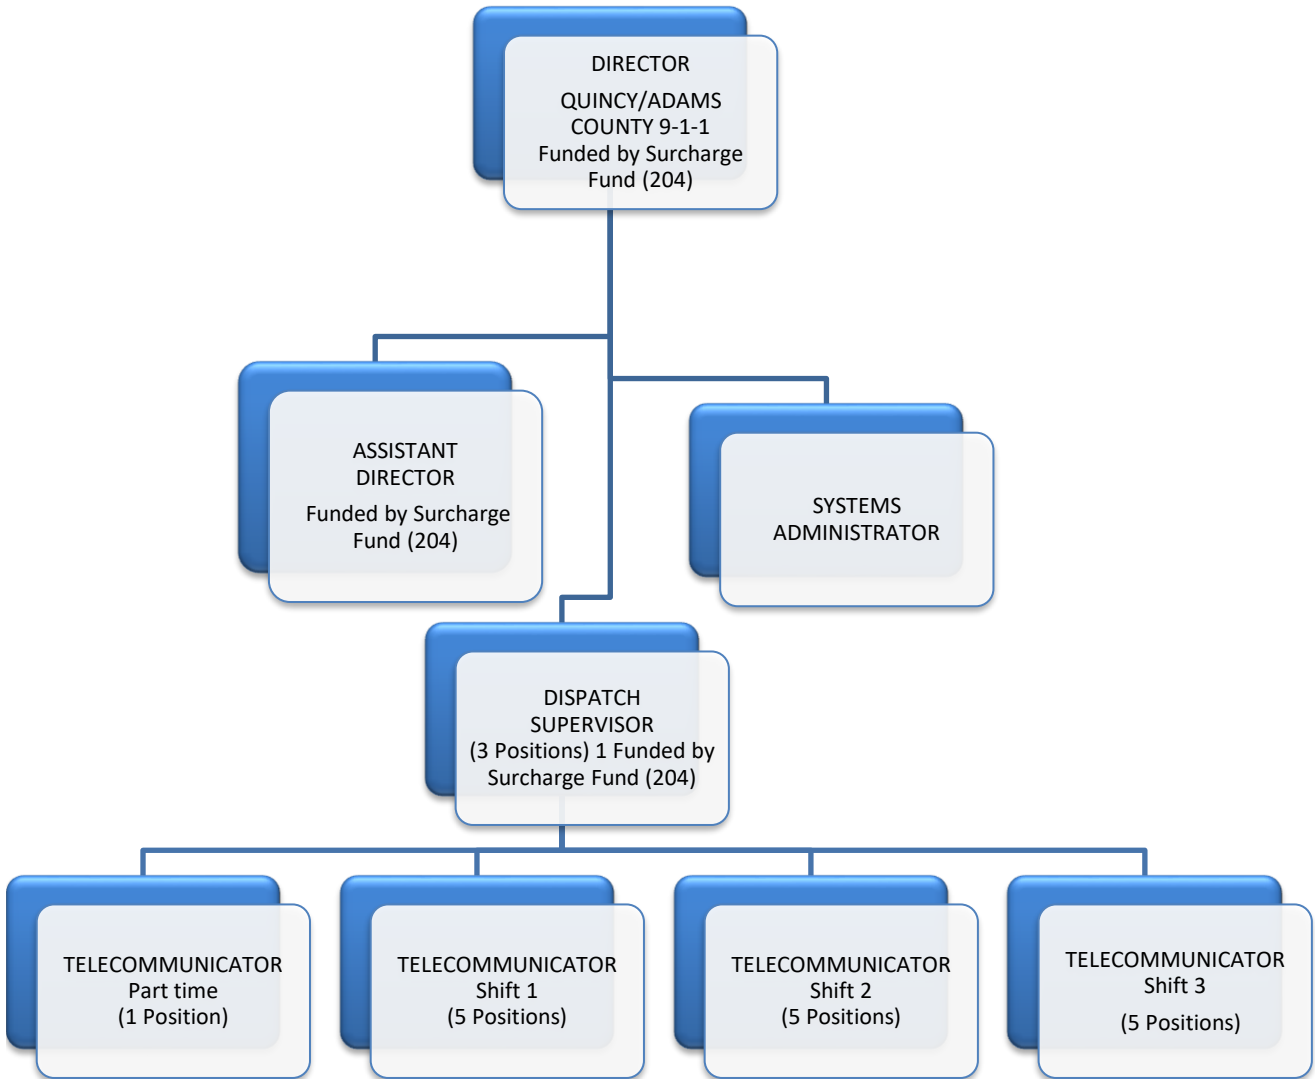 DIRECTOR
QUINCY/ADAMS
COUNTY 9-1-1
Funded by Surcharge
Fund (204)
ASSISTANT
DIRECTOR
Funded by Surcharge
Fund (204)
SYSTEMS
ADMINISTRATOR
DISPATCH
SUPERVISOR
(3 Positions) 1 Funded by
Surcharge Fund (204)
TELECOMMUNICATOR
Part time
(1 Position)
TELECOMMUNICATOR
Shift 1
(5 Positions)
TELECOMMUNICATOR
Shift 2
(5 Positions)
TELECOMMUNICATOR
Shift 3
(5 Positions)